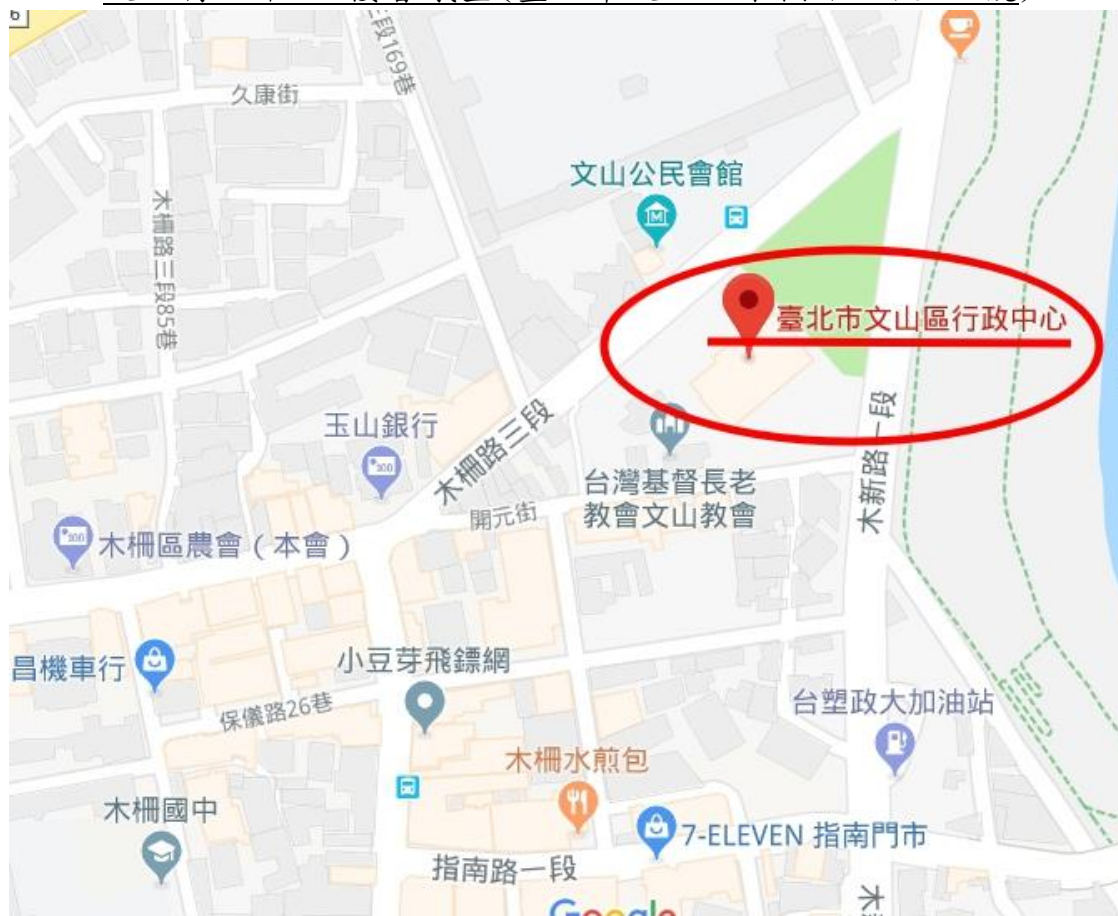 久康街
木柵路三段169巷
文山公民會館
木柵路三段85巷
臺北市文山區行政中心
玉山銀行
木柵路三段
台灣基督長老
教會文山教會
開元街
木新路一段
木柵區農會（本會）
小豆芽飛鏢網
昌機車行
保儀路26巷
台塑政大加油站
木柵水煎包
木柵國中
7-ELEVEN 指南門市
指南路一段
Google